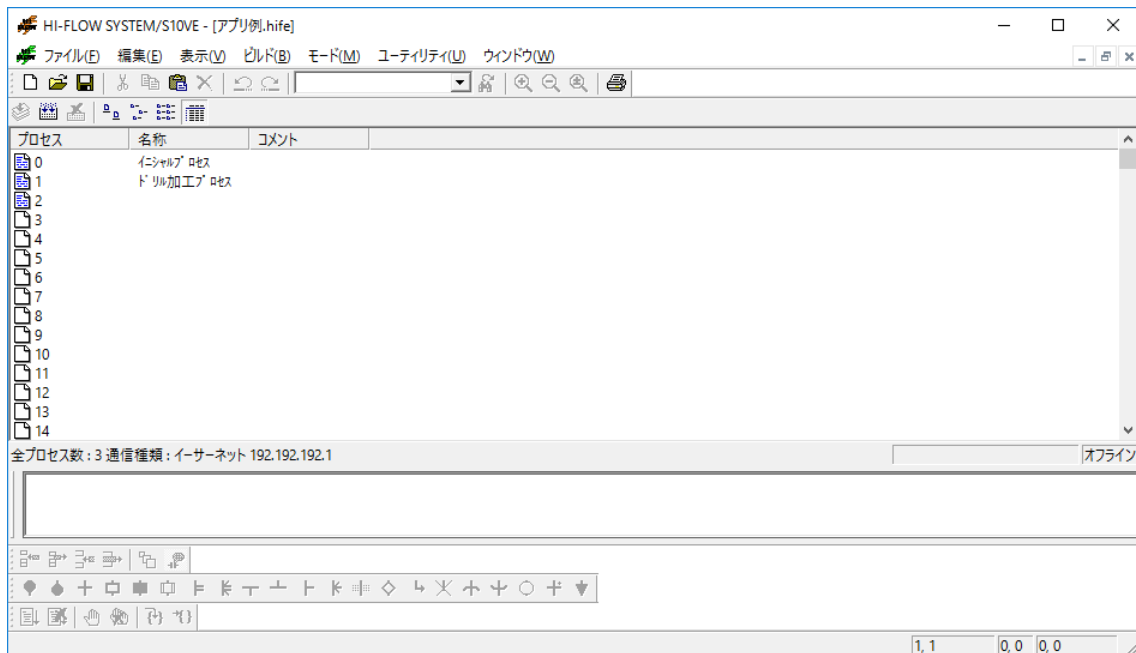 HI-FLOW SYSTEM/S10VE - [アプリ例.hife]
ファイル(F) 編集(E) 表示(V) ビルド(B) モード(M) ユーティリティ(U) ウィンドウ(W)
プロセス 名称 コメント
0 ｲﾆｼｬﾙﾌﾟﾛｾｽ
1 ﾄﾞﾘﾙ加工ﾌﾟﾛｾｽ
2
3
4
5
6
7
8
9
10
11
12
13
14
全プロセス数 : 3 通信種類 : イーサーネット 192.192.192.1 オフライン
1, 1 0, 0 0, 0